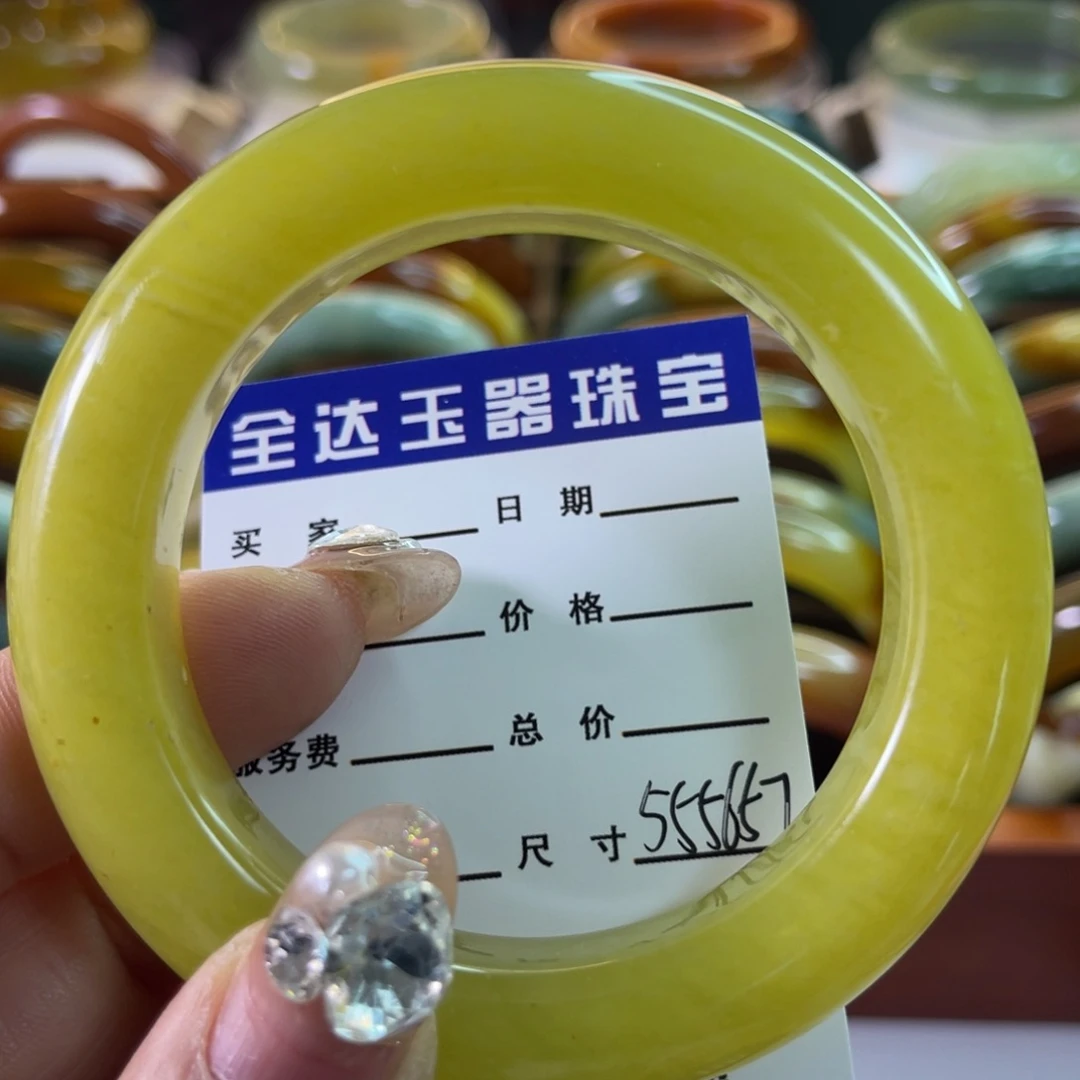 全达玉器珠宝
买 家 日 期
价 格
服务费 总 价
尺 寸 555657